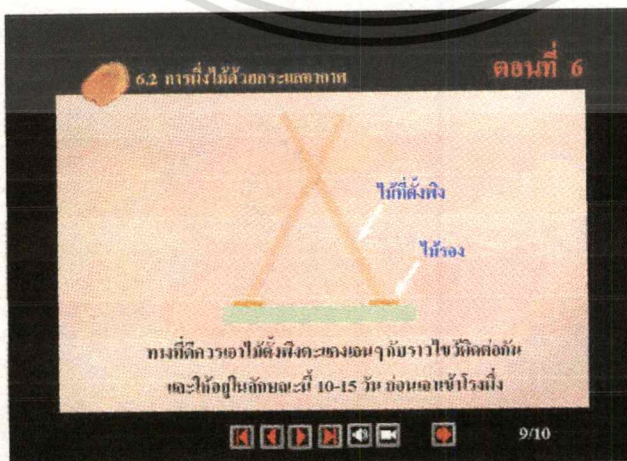 ตอนที่ 6
6.2 การผึ่งไม้ด้วยกระแสอากาศ
ไม้ที่ตั้งพิง
ไม้รอง
ทางที่ดีควรเอาไม้ตั้งพิงตะแคงเอนๆ กับราวไขว้ติดต่อกัน
และให้อยู่ในลักษณะนี้ 10-15 วัน ก่อนเอาเข้าโรงผึ่ง
9/10